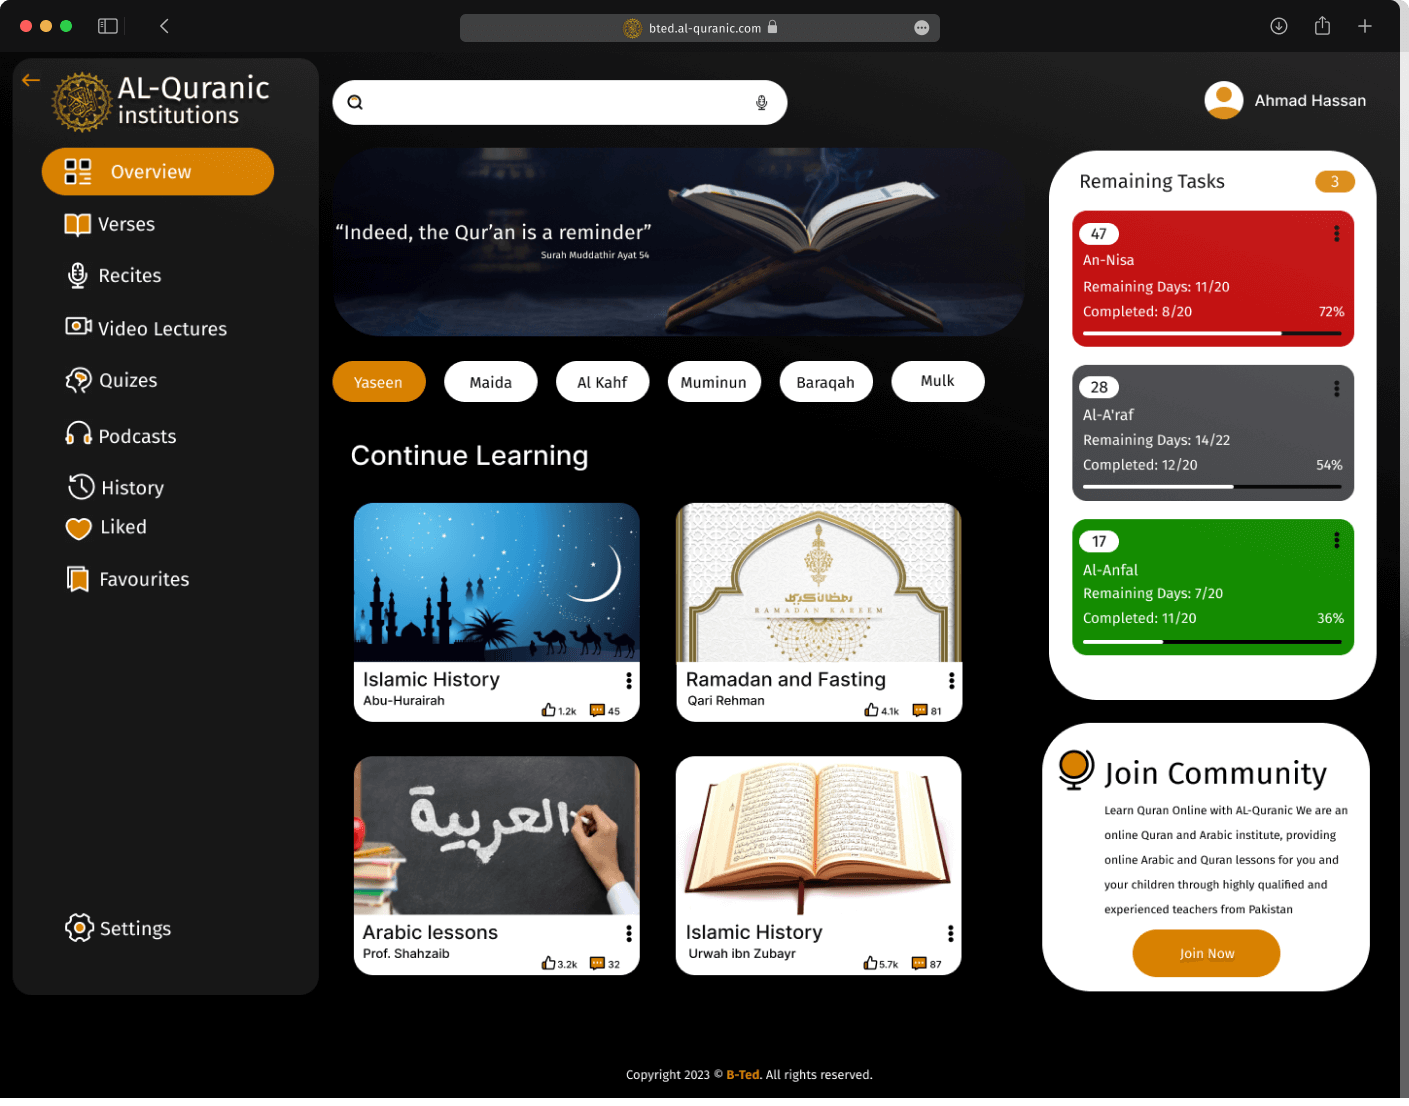 bted.al-quranic.com
AL-Quranic
institutions
Overview
Verses
Recites
Video Lectures
Quizes
Podcasts
History
Liked
Favourites
Settings
Ahmad Hassan
“Indeed, the Qur’an is a reminder”
Surah Muddathir Ayat 54
Yaseen
Maida
Al Kahf
Muminun
Baraqah
Mulk
Continue Learning
Islamic History
Abu-Hurairah
1.2k
45
رمضان كريم
RAMADAN KAREEM
Ramadan and Fasting
Qari Rehman
4.1k
81
العربية
Arabic lessons
Prof. Shahzaib
3.2k
32
Islamic History
Urwah ibn Zubayr
5.7k
87
Remaining Tasks
3
47
An-Nisa
Remaining Days: 11/20
Completed: 8/20
72%
28
Al-A'raf
Remaining Days: 14/22
Completed: 12/20
54%
17
Al-Anfal
Remaining Days: 7/20
Completed: 11/20
36%
Join Community
Learn Quran Online with AL-Quranic We are an
online Quran and Arabic institute, providing
online Arabic and Quran lessons for you and
your children through highly qualified and
experienced teachers from Pakistan
Join Now
Copyright 2023 © B-Ted. All rights reserved.